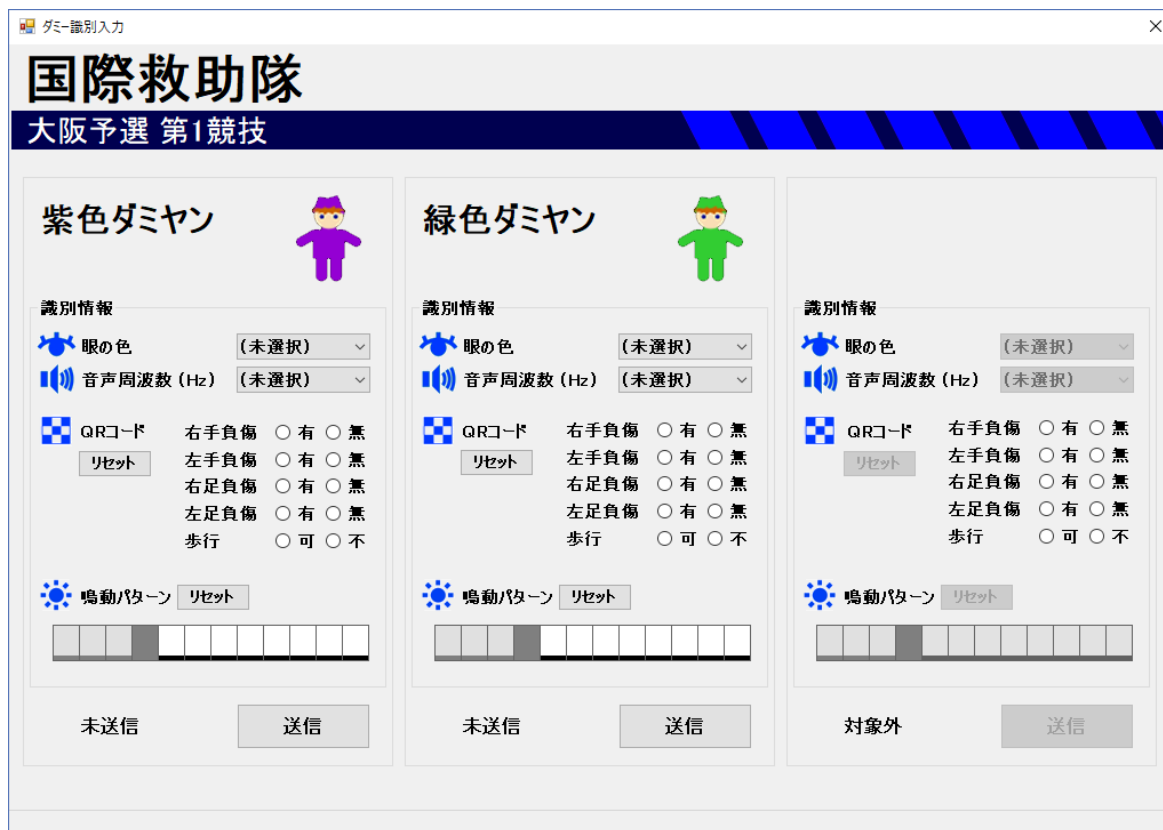 ダミー識別入力
国際救助隊
大阪予選 第1競技
紫色ダミヤン
識別情報
眼の色 (未選択)
音声周波数 (Hz) (未選択)
QRコード
リセット
右手負傷 有 無
左手負傷 有 無
右足負傷 有 無
左足負傷 有 無
歩行 可 不
鳴動パターン リセット
未送信 送信
緑色ダミヤン
識別情報
眼の色 (未選択)
音声周波数 (Hz) (未選択)
QRコード
リセット
右手負傷 有 無
左手負傷 有 無
右足負傷 有 無
左足負傷 有 無
歩行 可 不
鳴動パターン リセット
未送信 送信
識別情報
眼の色 (未選択)
音声周波数 (Hz) (未選択)
QRコード
リセット
右手負傷 有 無
左手負傷 有 無
右足負傷 有 無
左足負傷 有 無
歩行 可 不
鳴動パターン リセット
対象外 送信